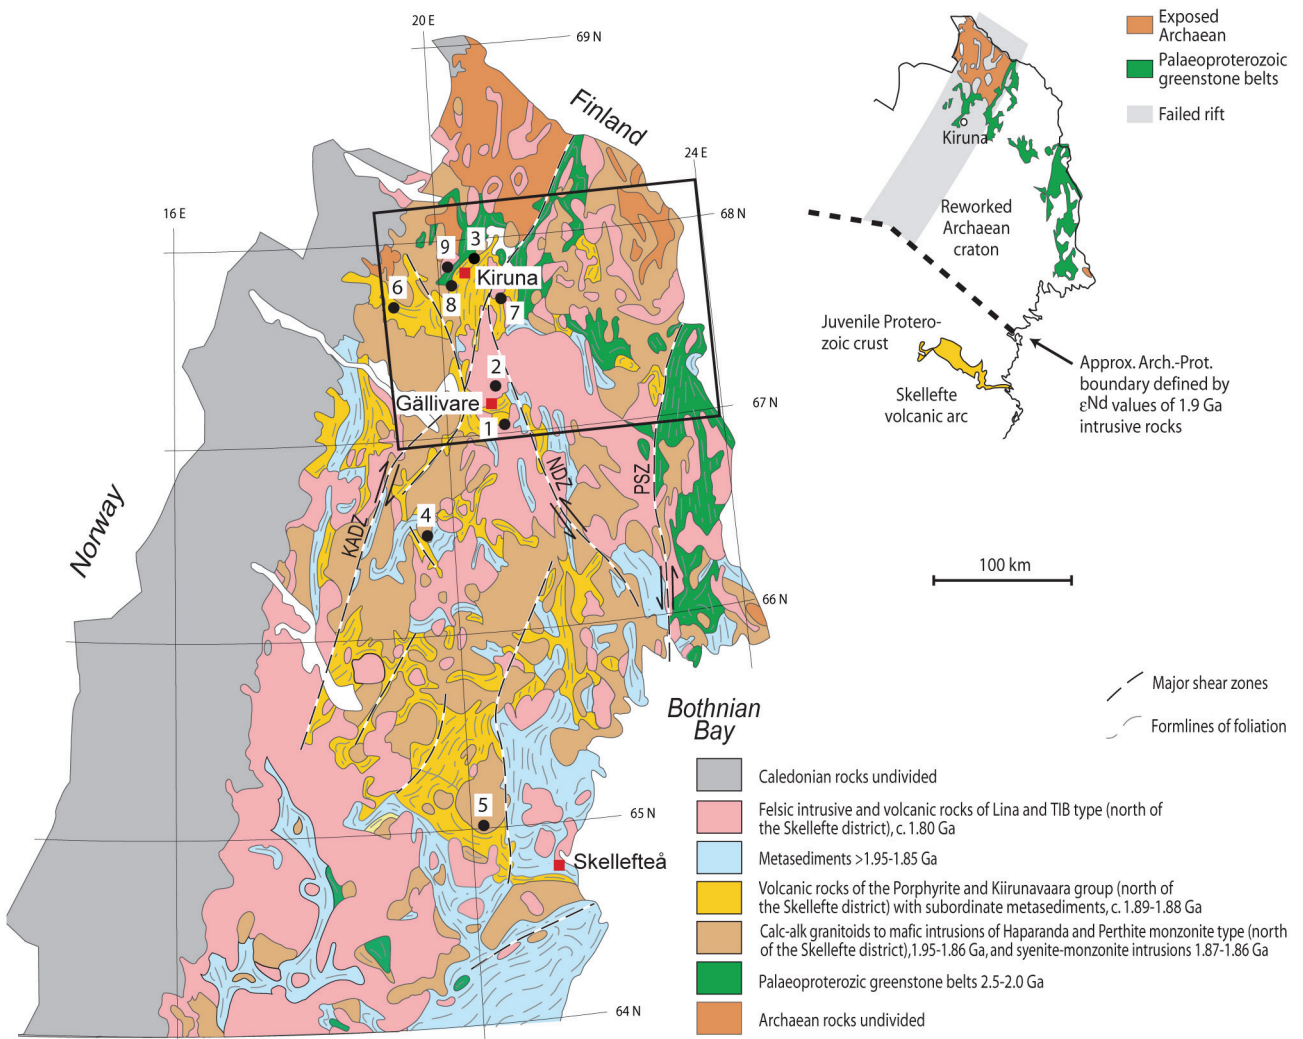 20 E
69 N
Finland
24 E
16 E
68 N
9
3
Kiruna
6
8
7
2
Gällivare
67 N
1
Norway
KADZ
NDZ
PSZ
4
66 N
Bothnian
Bay
5
65 N
Skellefteå
64 N
Exposed
Archaean
Palaeoproterozoic
greenstone belts
Failed rift
Kiruna
Reworked
Archaean
craton
Juvenile Protero-
zoic crust
Skellefte
volcanic arc
Approx. Arch.-Prot.
boundary defined by
εNd values of 1.9 Ga
intrusive rocks
100 km
Major shear zones
Formlines of foliation
Caledonian rocks undivided
Felsic intrusive and volcanic rocks of Lina and TIB type (north of
the Skellefte district), c. 1.80 Ga
Metasediments >1.95-1.85 Ga
Volcanic rocks of the Porphyrite and Kiirunavaara group (north of
the Skellefte district) with subordinate metasediments, c. 1.89-1.88 Ga
Calc-alk granitoids to mafic intrusions of Haparanda and Perthite monzonite type (north
of the Skellefte district),1.95-1.86 Ga, and syenite-monzonite intrusions 1.87-1.86 Ga
Palaeoproterozic greenstone belts 2.5-2.0 Ga
Archaean rocks undivided